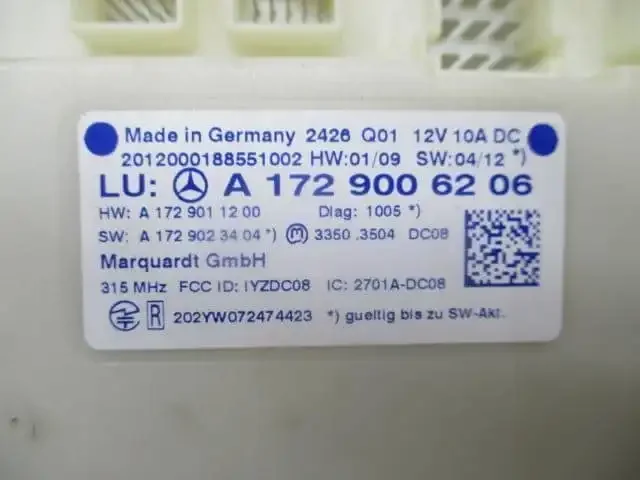 Made in Germany 2426 Q01 12V 10A DC
2012000188551002 HW:01/09 SW:04/12 *)
LU: A 172 900 62 06
HW: A 172 901 12 00 Diag: 1005 *)
SW: A 172 902 34 04 *) 3350 .3504 DC08
Marquardt GmbH
315 MHz FCC ID: IYZDC08 IC: 2701A-DC08
R 202YW072474423 *) gueltig bis zu SW-Akt.